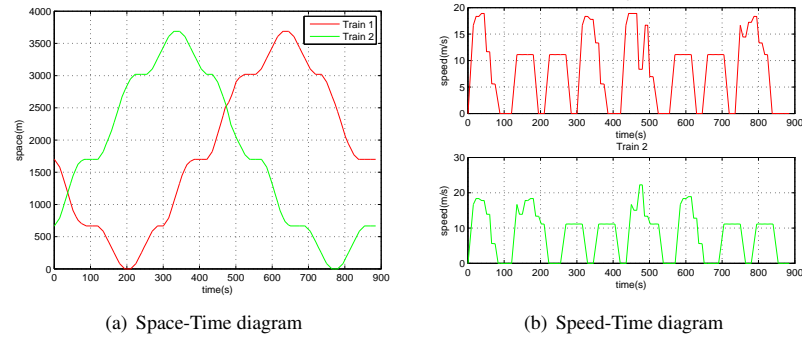 4000
3500
3000
2500
2000
1500
1000
500
0
space(m)
0 100 200 300 400 500 600 700 800 900
time(s)
Train 1
Train 2
(a) Space-Time diagram
20
15
10
5
0
speed(m/s)
0 100 200 300 400 500 600 700 800 900
time(s)
Train 2
30
20
10
0
speed(m/s)
0 100 200 300 400 500 600 700 800 900
time(s)
(b) Speed-Time diagram